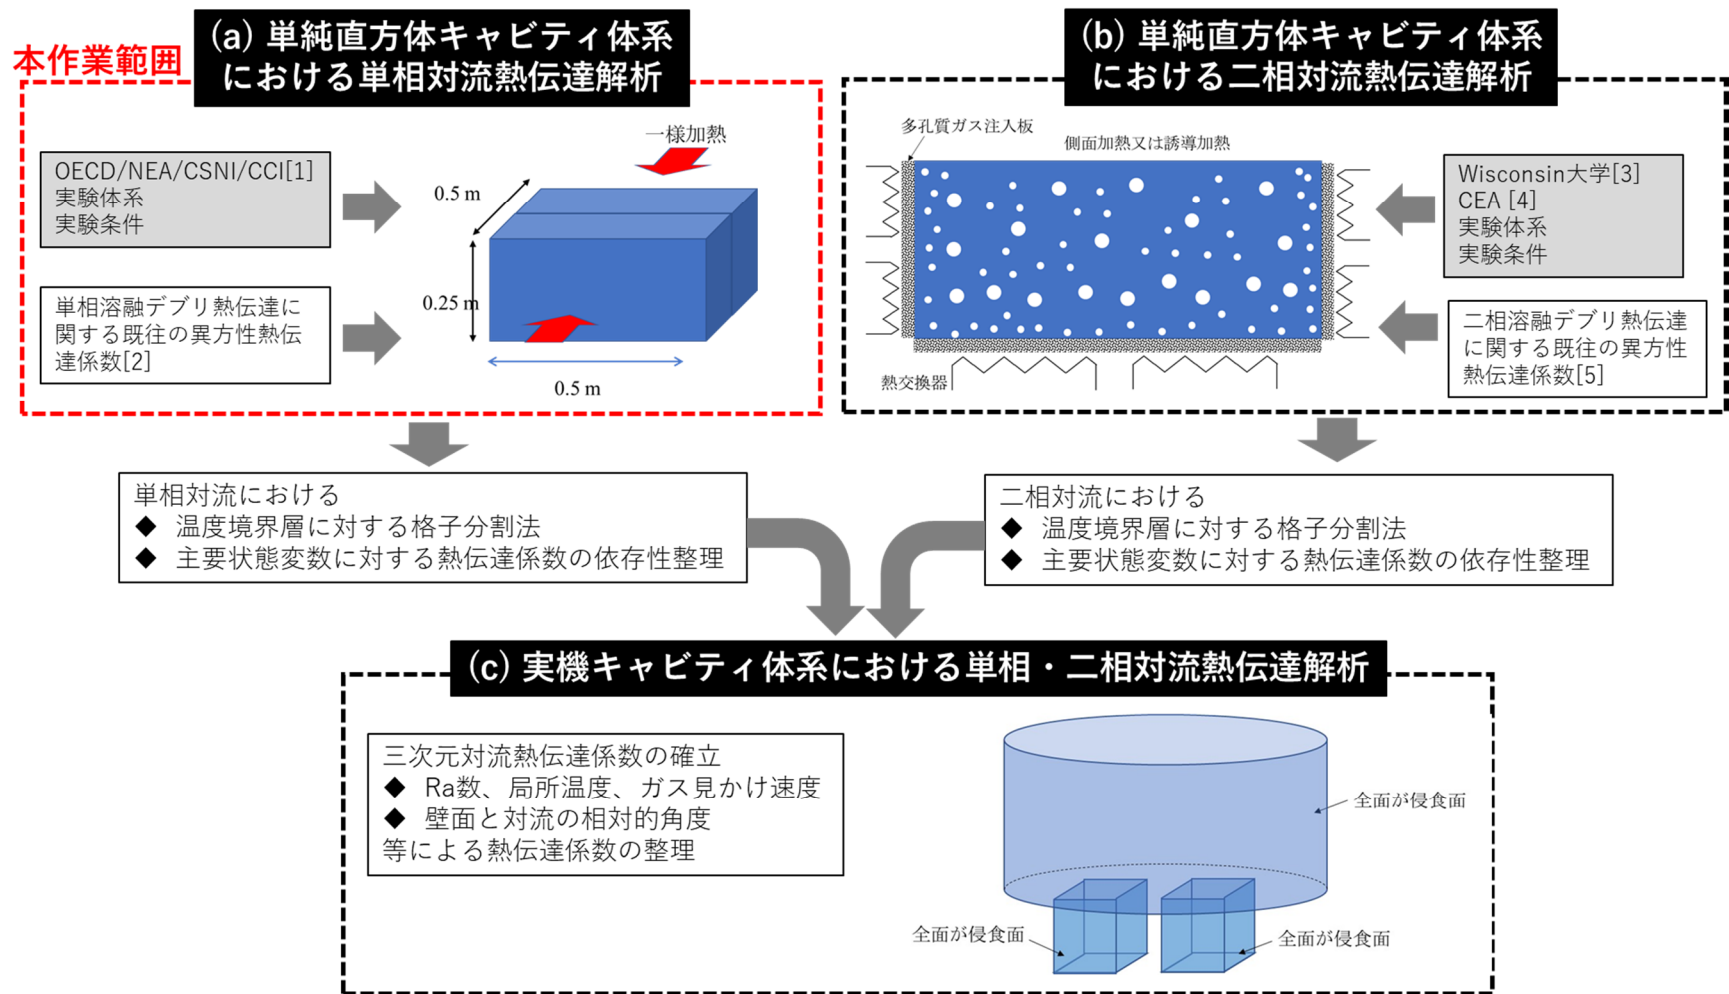 本作業範囲
(a) 単純直方体キャビティ体系
における単相対流熱伝達解析
OECD/NEA/CSNI/CCI[1]
実験体系
実験条件
単相溶融デブリ熱伝達に
関する既往の異方性熱伝
達係数[2]
一様加熱
0.5 m
0.25 m
0.5 m
(b) 単純直方体キャビティ体系
における二相対流熱伝達解析
多孔質ガス注入板
側面加熱又は誘導加熱
熱交換器
Wisconsin大学[3]
CEA [4]
実験体系
実験条件
二相溶融デブリ熱伝達
に関する既往の異方性
熱伝達係数[5]
単相対流における
◆ 温度境界層に対する格子分割法
◆ 主要状態変数に対する熱伝達係数の依存性整理
二相対流における
◆ 温度境界層に対する格子分割法
◆ 主要状態変数に対する熱伝達係数の依存性整理
(c) 実機キャビティ体系における単相・二相対流熱伝達解析
三次元対流熱伝達係数の確立
◆ Ra数、局所温度、ガス見かけ速度
◆ 壁面と対流の相対的角度
等による熱伝達係数の整理
全面が侵食面
全面が侵食面
全面が侵食面